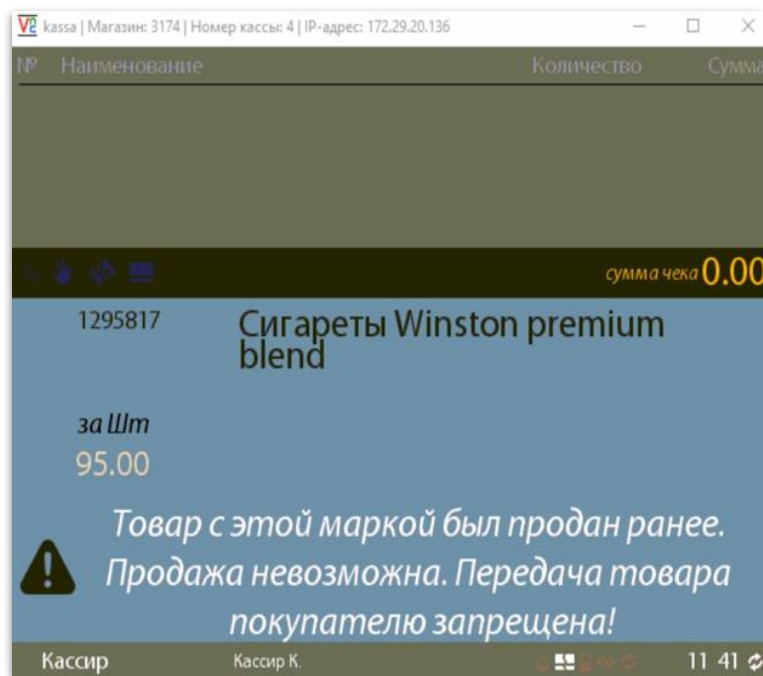 kassa | Магазин: 3174 | Номер кассы: 4 | IP-адрес: 172.29.20.136
№ Наименование Количество Сумма
сумма чека 0.00
1295817 Сигареты Winston premium
blend
за Шт
95.00
Товар с этой маркой был продан ранее.
Продажа невозможна. Передача товара
покупателю запрещена!
Кассир Кассир К. 11 41